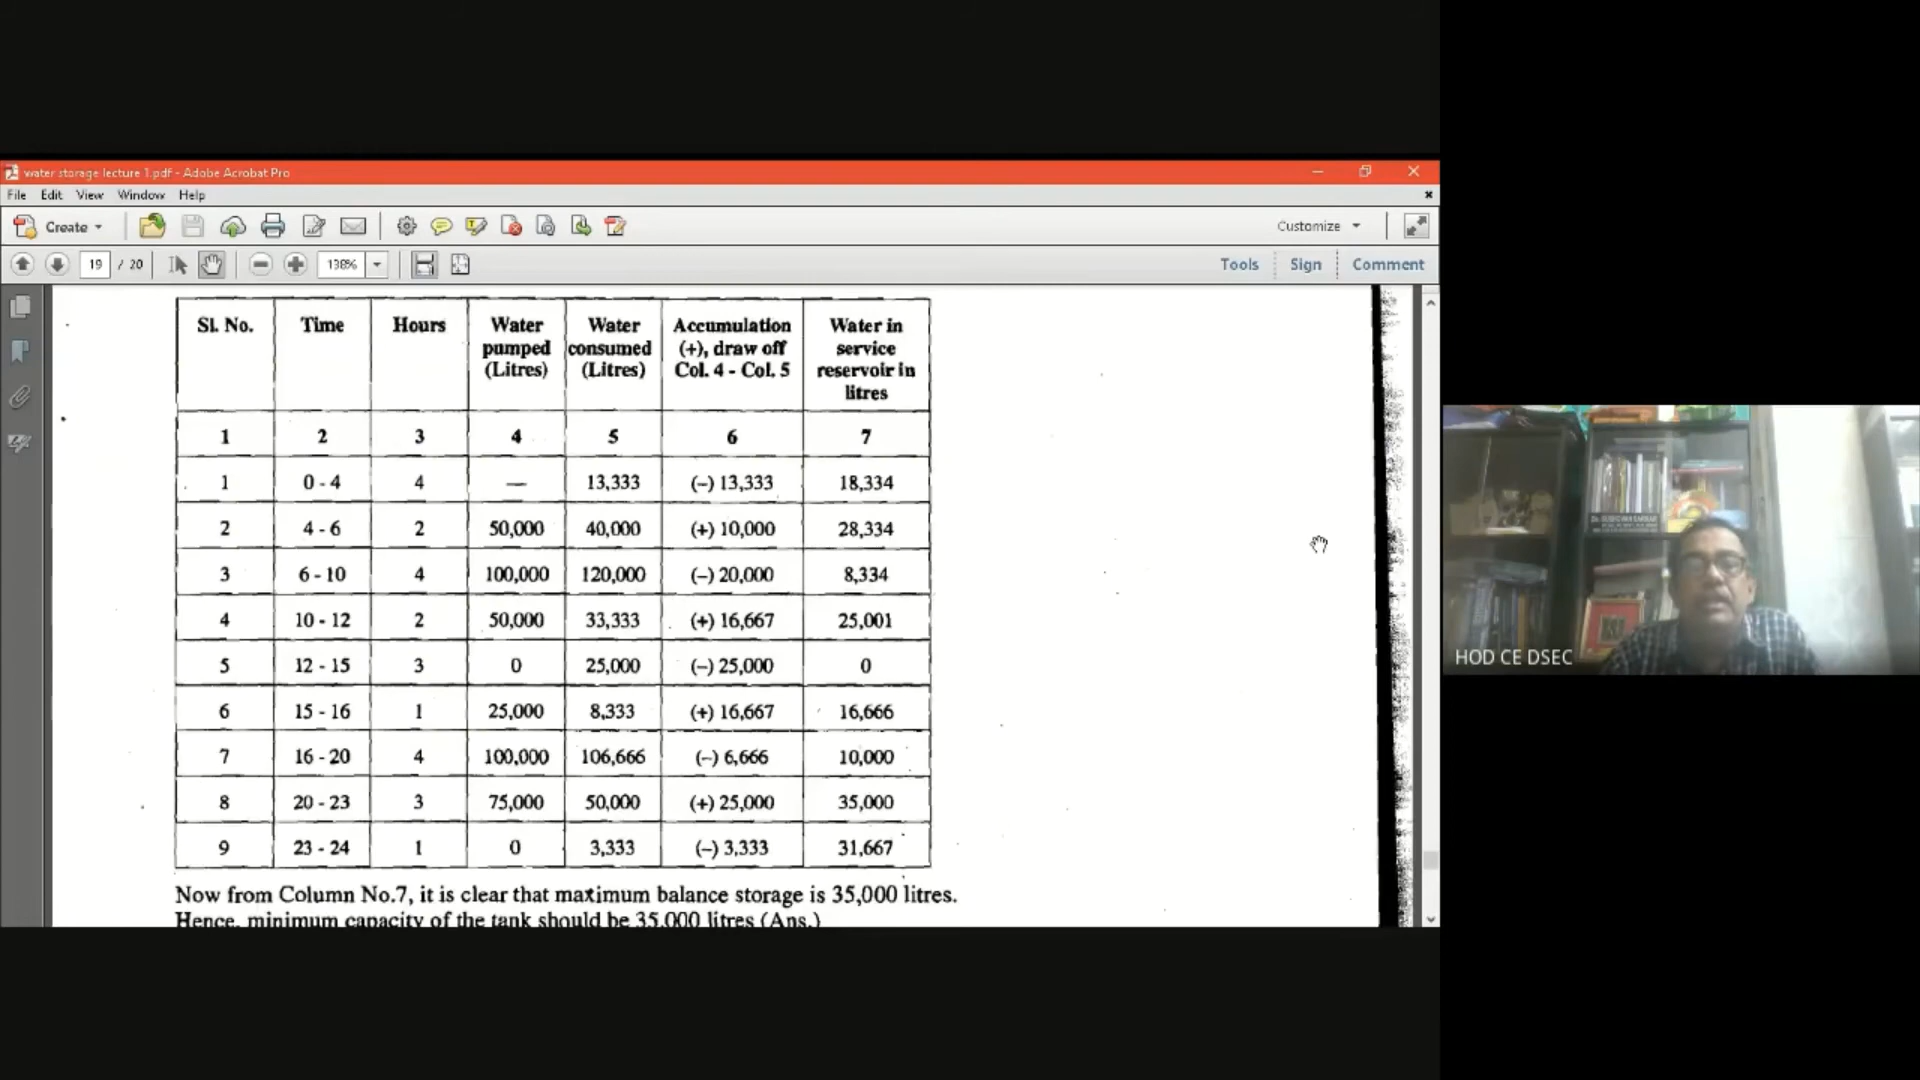 water storage lecture 1.pdf - Adobe Acrobat Pro
File Edit View Window Help
Create
Customize
19 / 20 138% Tools Sign Comment
Sl. No. Time Hours Water pumped (Litres) Water consumed (Litres) Accumulation (+), draw off Col. 4 - Col. 5 Water in service reservoir in litres
1 2 3 4 5 6 7
1 0 - 4 4 — 13,333 (–) 13,333 18,334
2 4 - 6 2 50,000 40,000 (+) 10,000 28,334
3 6 - 10 4 100,000 120,000 (–) 20,000 8,334
4 10 - 12 2 50,000 33,333 (+) 16,667 25,001
5 12 - 15 3 0 25,000 (–) 25,000 0
6 15 - 16 1 25,000 8,333 (+) 16,667 16,666
7 16 - 20 4 100,000 106,666 (–) 6,666 10,000
8 20 - 23 3 75,000 50,000 (+) 25,000 35,000
9 23 - 24 1 0 3,333 (–) 3,333 31,667
Now from Column No.7, it is clear that maximum balance storage is 35,000 litres.
Hence, minimum capacity of the tank should be 35,000 litres (Ans.)
HOD CE DSEC